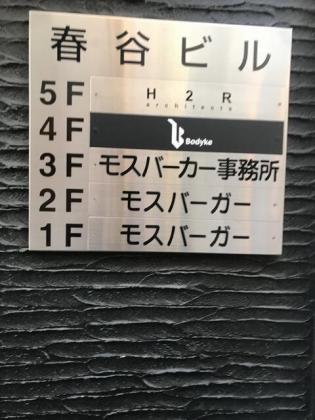 春谷ビル
5F H2R
architects
4F Bodyke
3F モスバーカー事務所
2F モスバーガー
1F モスバーガー